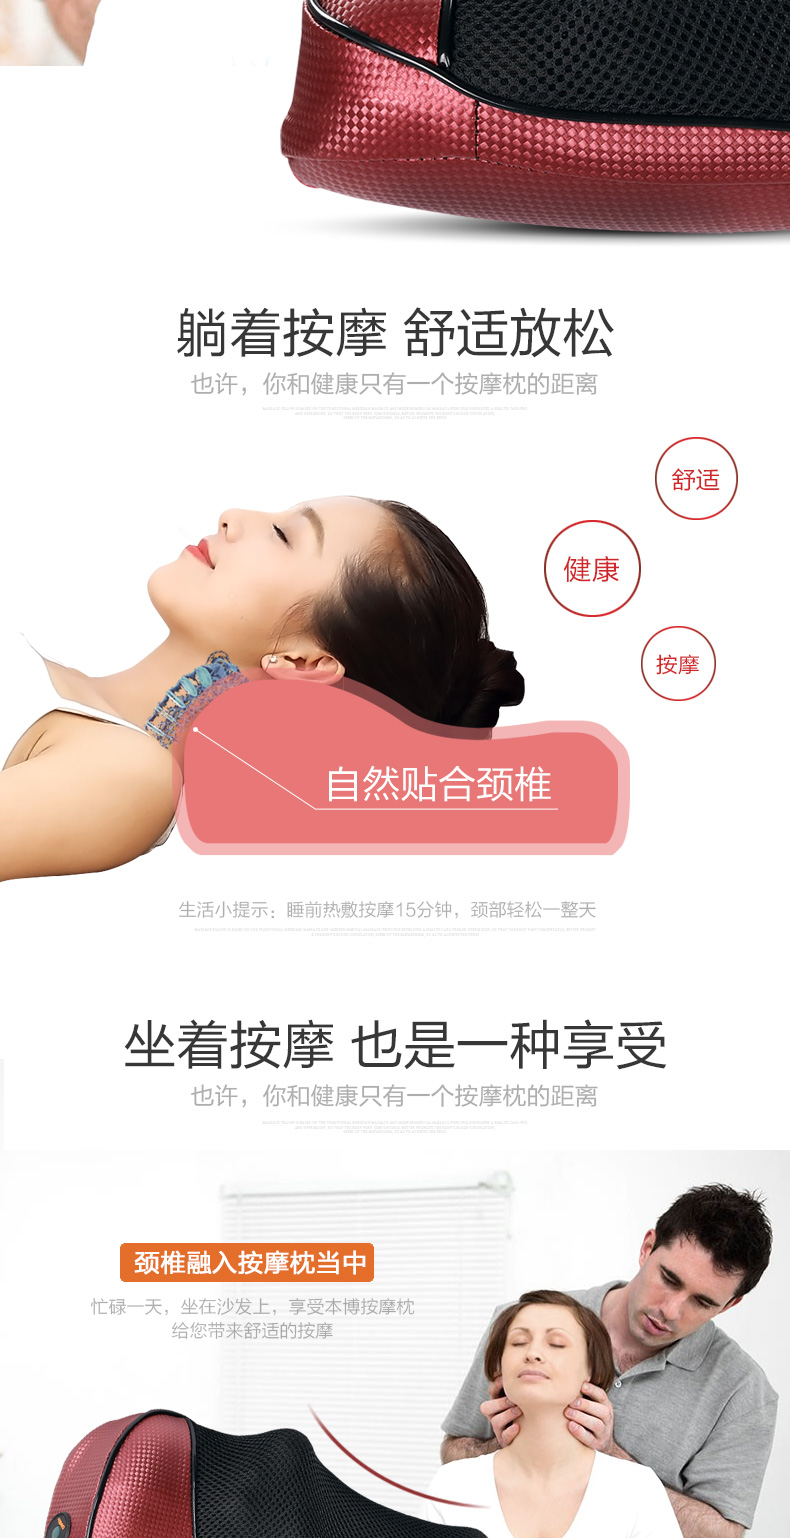 躺着按摩 舒适放松
也许，你和健康只有一个按摩枕的距离
舒适
健康
按摩
自然贴合颈椎
生活小提示：睡前热敷按摩15分钟，颈部轻松一整天
坐着按摩 也是一种享受
也许，你和健康只有一个按摩枕的距离
颈椎融入按摩枕当中
忙碌一天，坐在沙发上，享受本博按摩枕
给您带来舒适的按摩